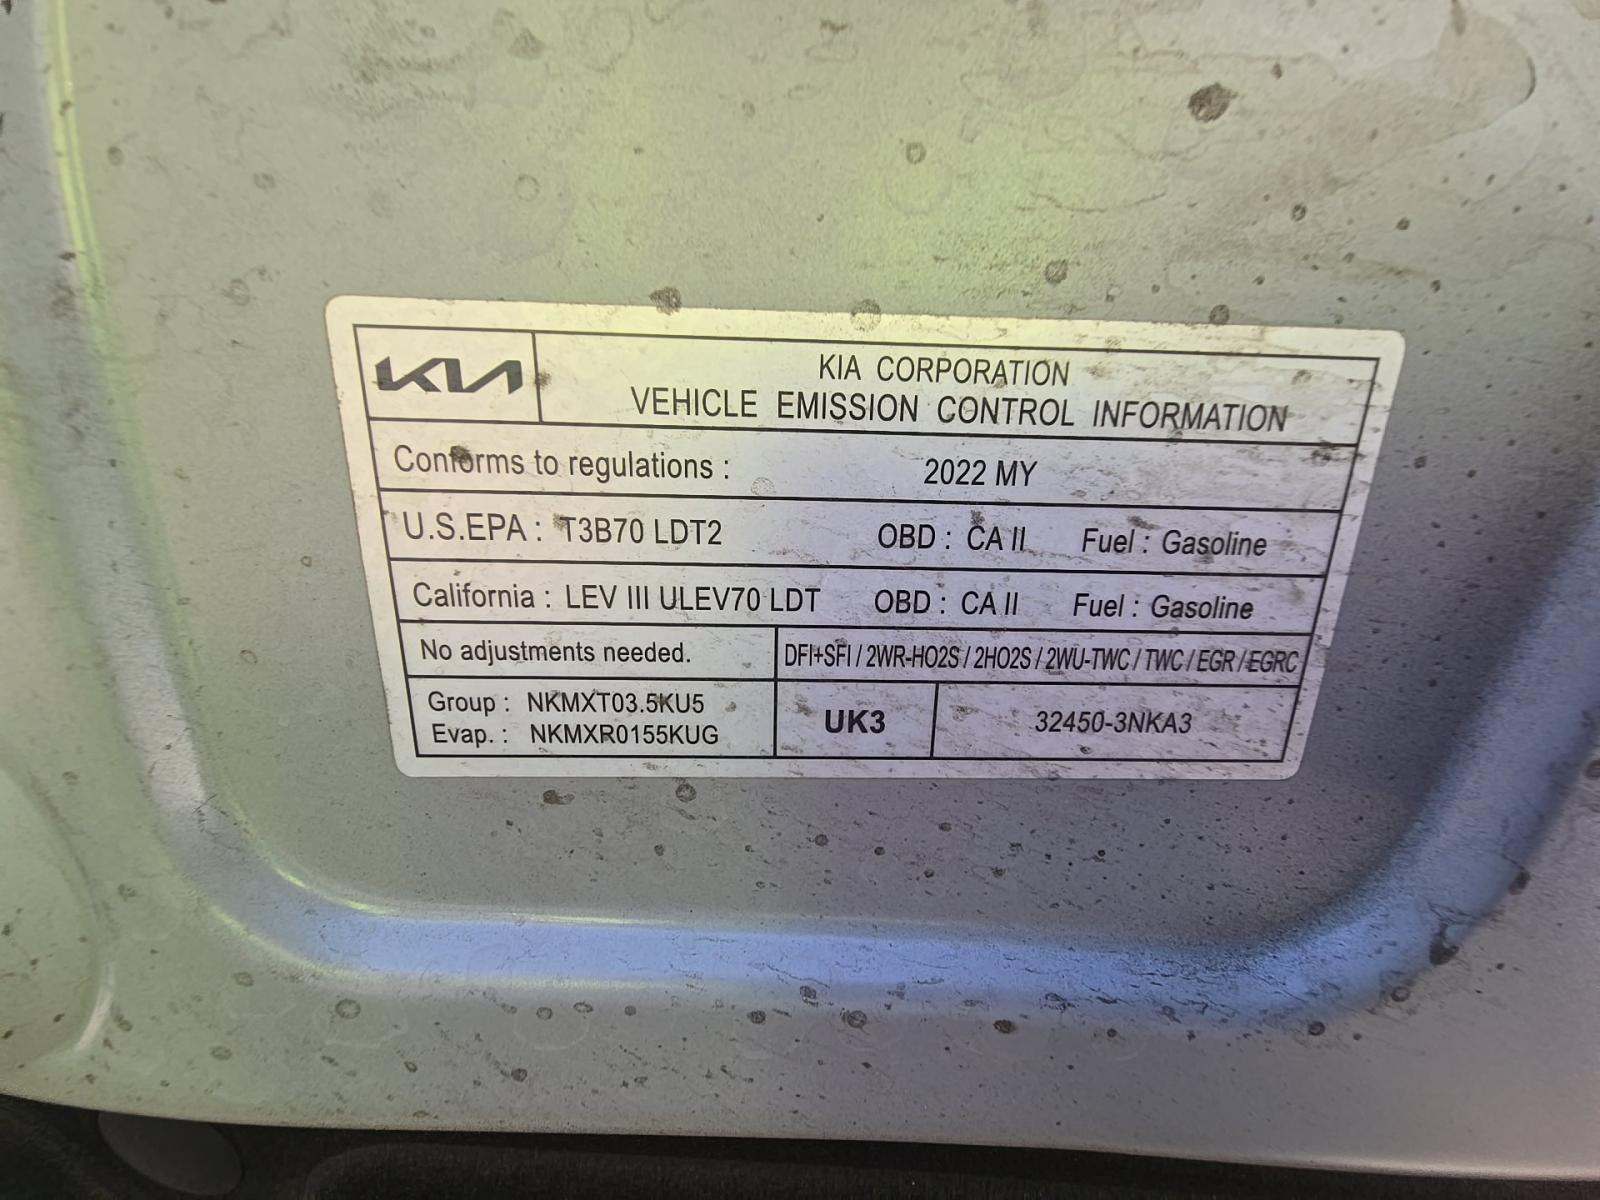 KIA
KIA CORPORATION
VEHICLE EMISSION CONTROL INFORMATION
Conforms to regulations : 2022 MY
U.S.EPA : T3B70 LDT2 OBD : CA II Fuel : Gasoline
California : LEV III ULEV70 LDT OBD : CA II Fuel : Gasoline
No adjustments needed. DFI+SFI / 2WR-HO2S / 2HO2S / 2WU-TWC / TWC / EGR / EGRC
Group : NKMXT03.5KU5
Evap. : NKMXR0155KUG
UK3 32450-3NKA3